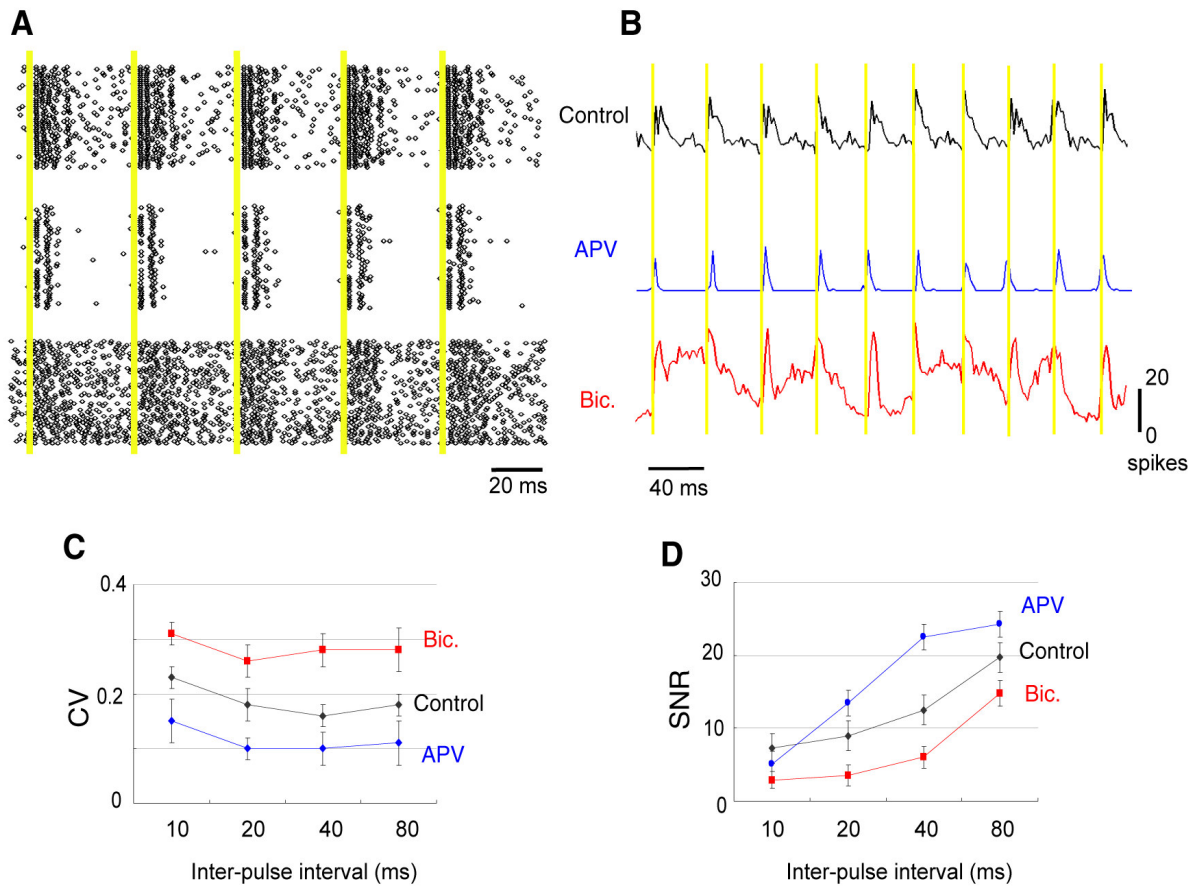 A
20 ms
B
Control
APV
Bic.
20
0
spikes
40 ms
C
0.4
0.2
0
CV
Bic.
Control
APV
10 20 40 80
Inter-pulse interval (ms)
D
30
20
10
0
SNR
APV
Control
Bic.
10 20 40 80
Inter-pulse interval (ms)